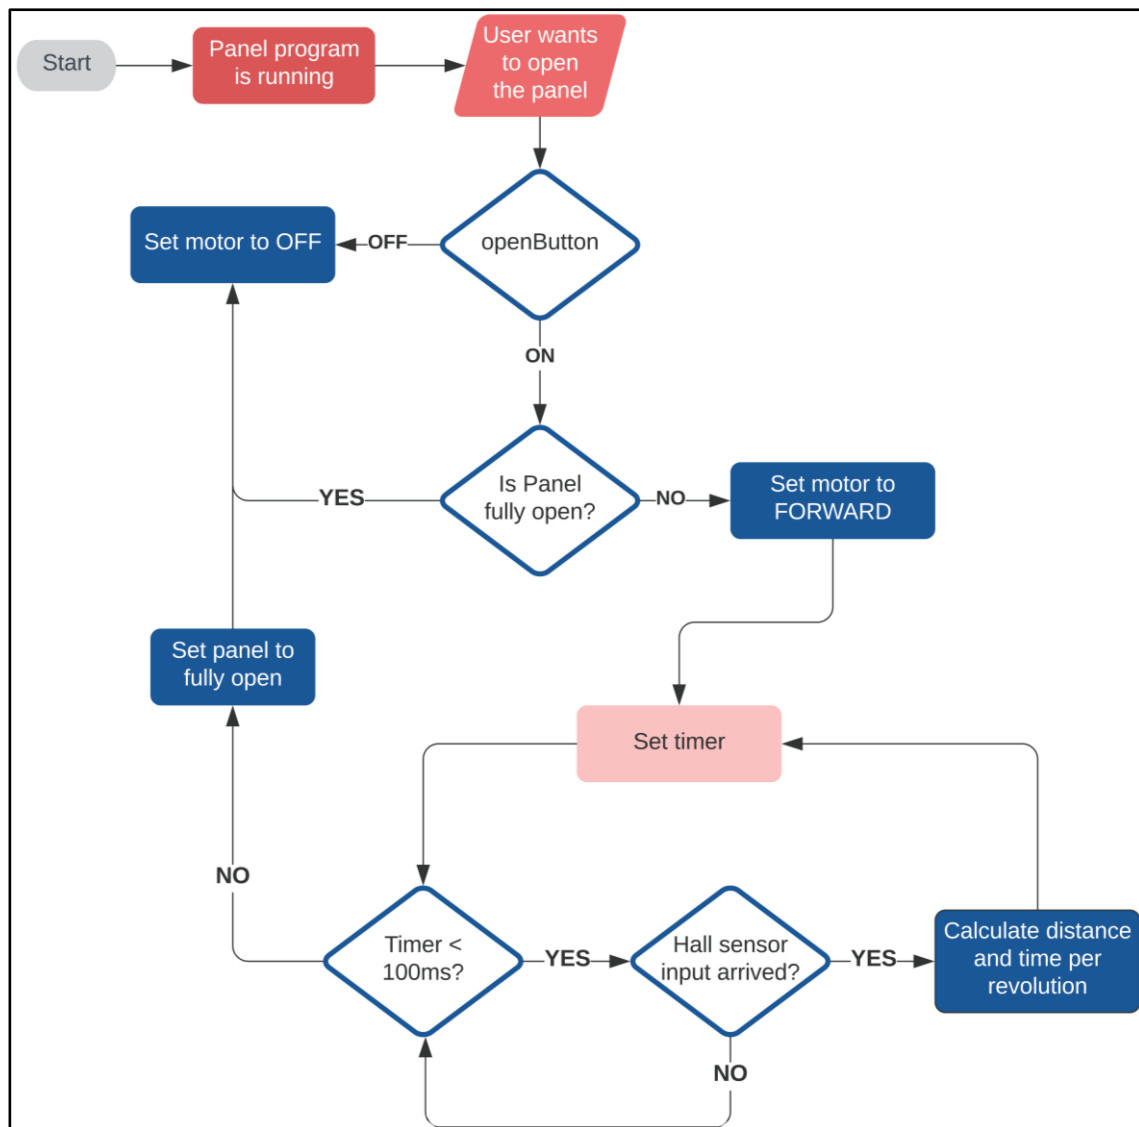 Start
Panel program
is running
User wants
to open
the panel
Set motor to OFF
OFF
openButton
ON
YES
Is Panel
fully open?
NO
Set motor to
FORWARD
Set panel to
fully open
Set timer
NO
Timer <
100ms?
YES
Hall sensor
input arrived?
YES
Calculate distance
and time per
revolution
NO